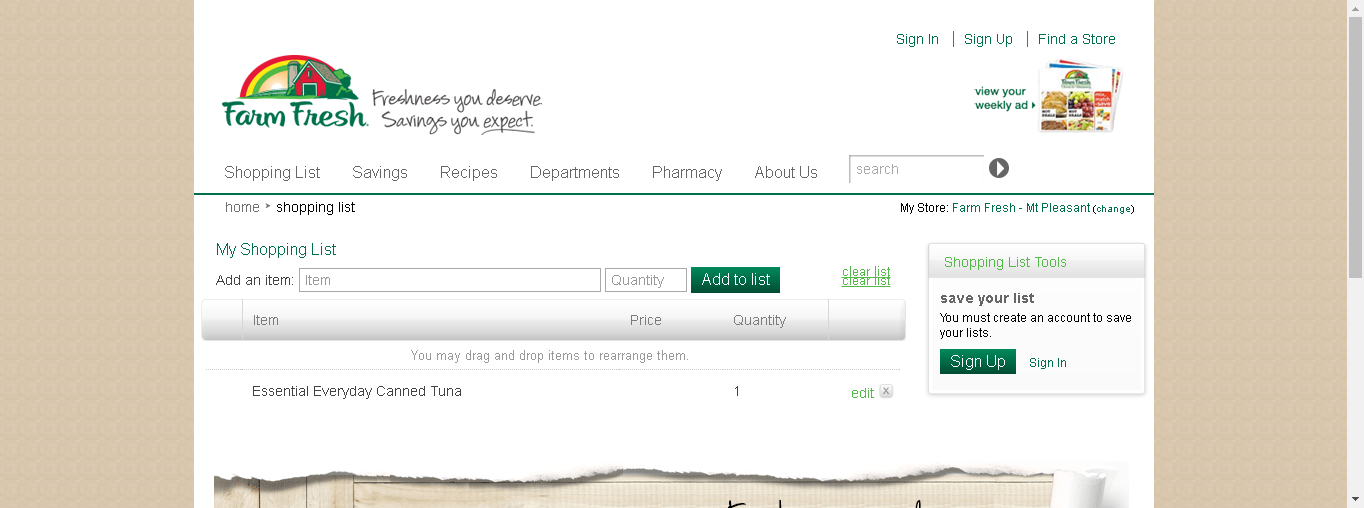 Sign In
Sign Up
Find a Store
Farm Fresh
Freshness you deserve.
Savings you expect.
view your
weekly ad
Farm Fresh
Shopping List
Savings
Recipes
Departments
Pharmacy
About Us
search
home
shopping list
My Store: Farm Fresh - Mt Pleasant (change)
My Shopping List
Add an item:
Item
Quantity
Add to list
clear list
clear list
Item
Price
Quantity
You may drag and drop items to rearrange them.
Essential Everyday Canned Tuna
1
edit
x
Shopping List Tools
save your list
You must create an account to save
your lists.
Sign Up
Sign In